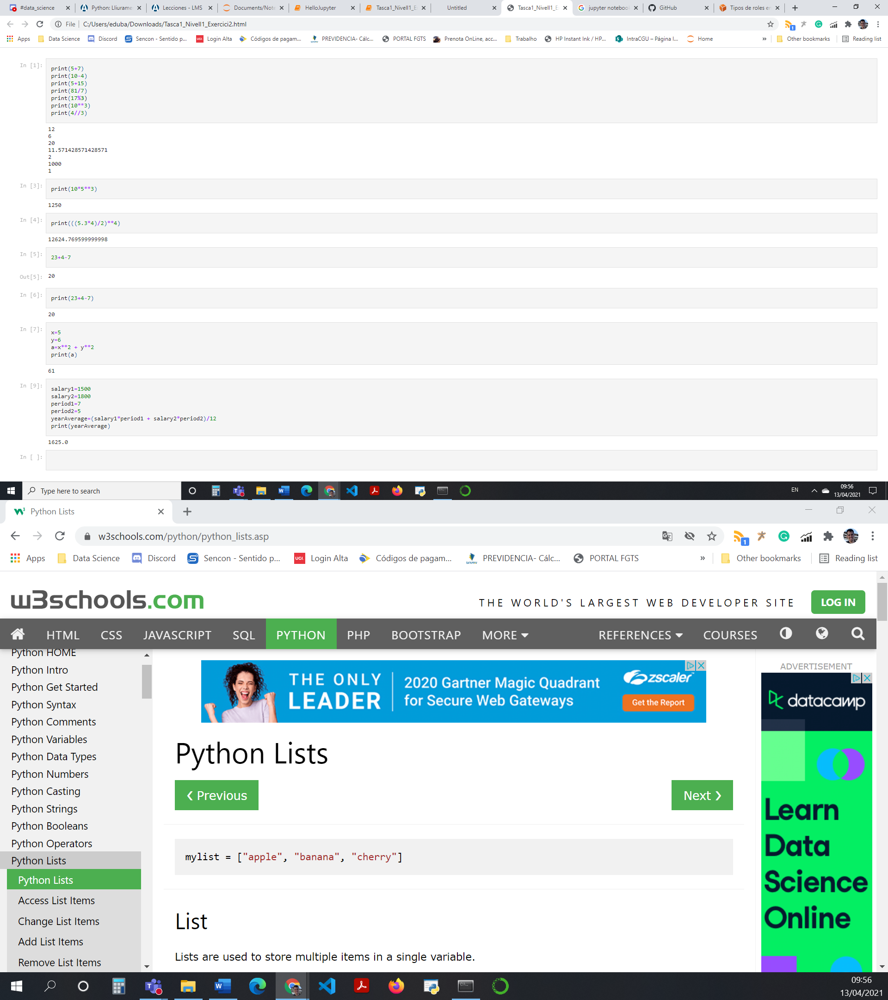 #data_science
Python: Lliurame
Lecciones - LMS
Documents/Note
HelloJupyter
Tasca1_Nivell1_E
Untitled
Tasca1_Nivell1_E
jupyter noteboo
GitHub
Tipos de roles en
File
C:/Users/eduba/Downloads/Tasca1_Nivell1_Exercici2.html
1
Apps
Data Science
Discord
Sencon - Sentido p...
UGI.
Login Alta
Códigos de pagam...
PREVIDENCIA- Cálc...
PORTAL FGTS
Prenota OnLine, acc...
Trabalho
HP Instant Ink / HP...
IntraCGU – Página I...
Home
»
Other bookmarks
Reading list
In [1]:
print(5+7)
print(10-4)
print(5+15)
print(81/7)
print(17%3)
print(10**3)
print(4//3)
12
6
20
11.571428571428571
2
1000
1
In [3]:
print(10*5**3)
1250
In [4]:
print(((5.3*4)/2)**4)
12624.769599999998
In [5]:
23+4-7
Out[5]:
20
In [6]:
print(23+4-7)
20
In [7]:
x=5
y=6
a=x**2 + y**2
print(a)
61
In [9]:
salary1=1500
salary2=1800
period1=7
period2=5
yearAverage=(salary1*period1 + salary2*period2)/12
print(yearAverage)
1625.0
In [ ]:
Type here to search
EN
09:56
13/04/2021
Python Lists
w3schools.com/python/python_lists.asp
1
Apps
Data Science
Discord
Sencon - Sentido p...
UGI.
Login Alta
Códigos de pagam...
PREVIDENCIA- Cálc...
PORTAL FGTS
»
Other bookmarks
Reading list
w3schools.com
THE WORLD'S LARGEST WEB DEVELOPER SITE
LOG IN
HTML
CSS
JAVASCRIPT
SQL
PYTHON
PHP
BOOTSTRAP
MORE
REFERENCES
COURSES
Python HOME
Python Intro
Python Get Started
Python Syntax
Python Comments
Python Variables
Python Data Types
Python Numbers
Python Casting
Python Strings
Python Booleans
Python Operators
Python Lists
Python Lists
Access List Items
Change List Items
Add List Items
Remove List Items
THE ONLY
LEADER
2020 Gartner Magic Quadrant
for Secure Web Gateways
zscaler™
Get the Report
Python Lists
❮ Previous
Next ❯
mylist = ["apple", "banana", "cherry"]
List
Lists are used to store multiple items in a single variable.
ADVERTISEMENT
datacamp
Learn
Data
Science
Online
09:56
13/04/2021